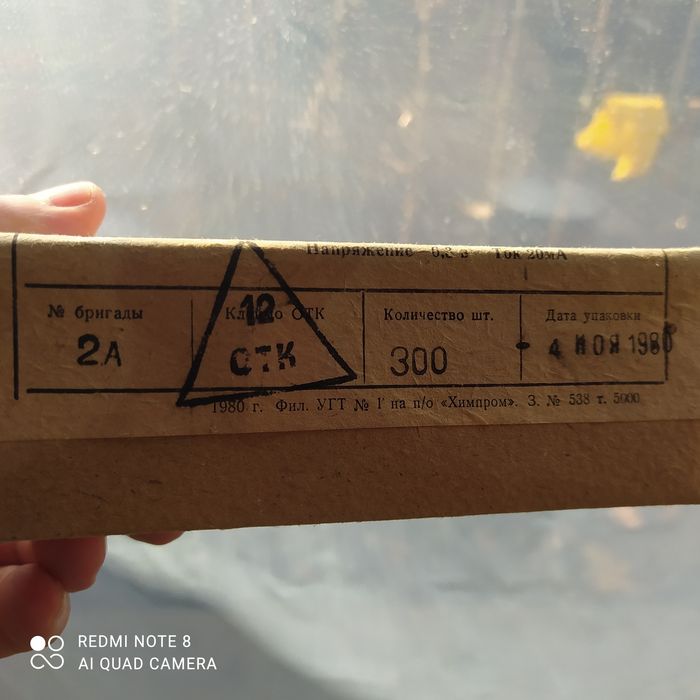 Напряжение 6,3 в Ток 20мА
№ бригады Клеймо ОТК Количество шт. Дата упаковки
2А 12 ОТК 300 - 4 НОЯ 1980
1980 г. Фил. УГТ № 1 на п/о «Химпром». З. № 538 т. 5000
REDMI NOTE 8
AI QUAD CAMERA